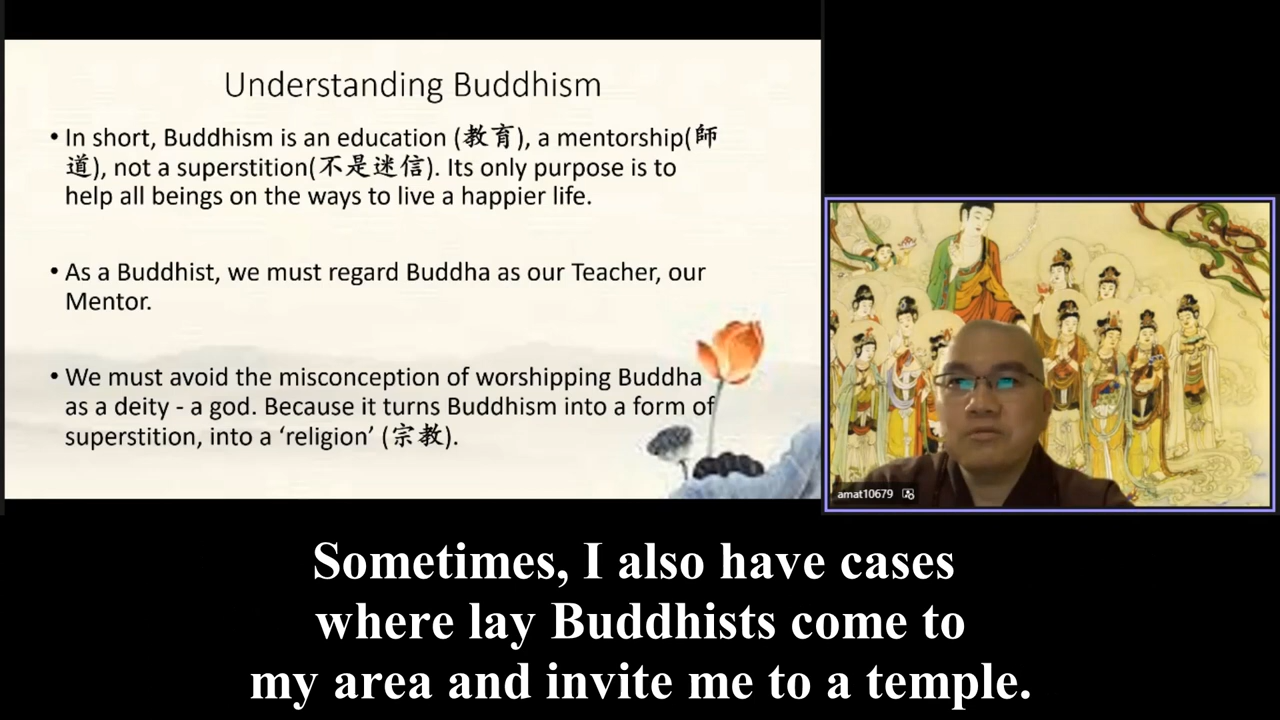 Understanding Buddhism
• In short, Buddhism is an education (教育), a mentorship(師
道), not a superstition(不是迷信). Its only purpose is to
help all beings on the ways to live a happier life.
• As a Buddhist, we must regard Buddha as our Teacher, our
Mentor.
• We must avoid the misconception of worshipping Buddha
as a deity - a god. Because it turns Buddhism into a form of
superstition, into a ‘religion’ (宗教).
amat10679
Sometimes, I also have cases
where lay Buddhists come to
my area and invite me to a temple.